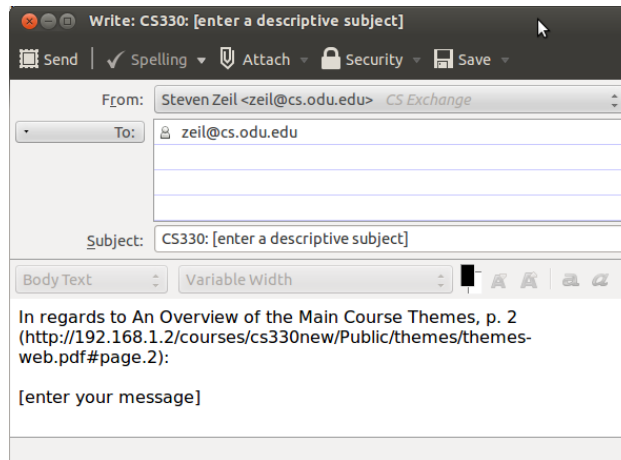 Write: CS330: [enter a descriptive subject]
Send Spelling Attach Security Save
From: Steven Zeil <zeil@cs.odu.edu> CS Exchange
To: zeil@cs.odu.edu
Subject: CS330: [enter a descriptive subject]
Body Text Variable Width A A a a
In regards to An Overview of the Main Course Themes, p. 2
(http://192.168.1.2/courses/cs330new/Public/themes/themes-
web.pdf#page.2):
[enter your message]